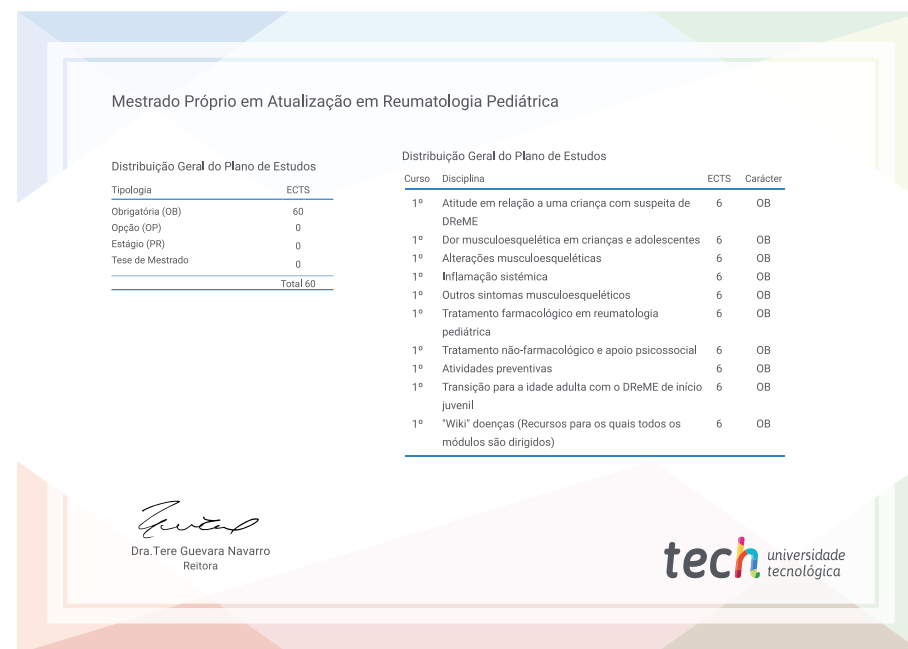 Mestrado Próprio em Atualização em Reumatologia Pediátrica
Distribuição Geral do Plano de Estudos
Tipologia ECTS
Obrigatória (OB) 60
Opção (OP) 0
Estágio (PR) 0
Tese de Mestrado 0
Total 60
Distribuição Geral do Plano de Estudos
Curso Disciplina ECTS Carácter
1º Atitude em relação a uma criança com suspeita de 6 OB
DReME
1º Dor musculoesquelética em crianças e adolescentes 6 OB
1º Alterações musculoesqueléticas 6 OB
1º Inflamação sistémica 6 OB
1º Outros sintomas musculoesqueléticos 6 OB
1º Tratamento farmacológico em reumatologia 6 OB
pediátrica
1º Tratamento não-farmacológico e apoio psicossocial 6 OB
1º Atividades preventivas 6 OB
1º Transição para a idade adulta com o DReME de início 6 OB
juvenil
1º "Wiki" doenças (Recursos para os quais todos os 6 OB
módulos são dirigidos)
Dra.Tere Guevara Navarro
Reitora
tech universidade
tecnológica